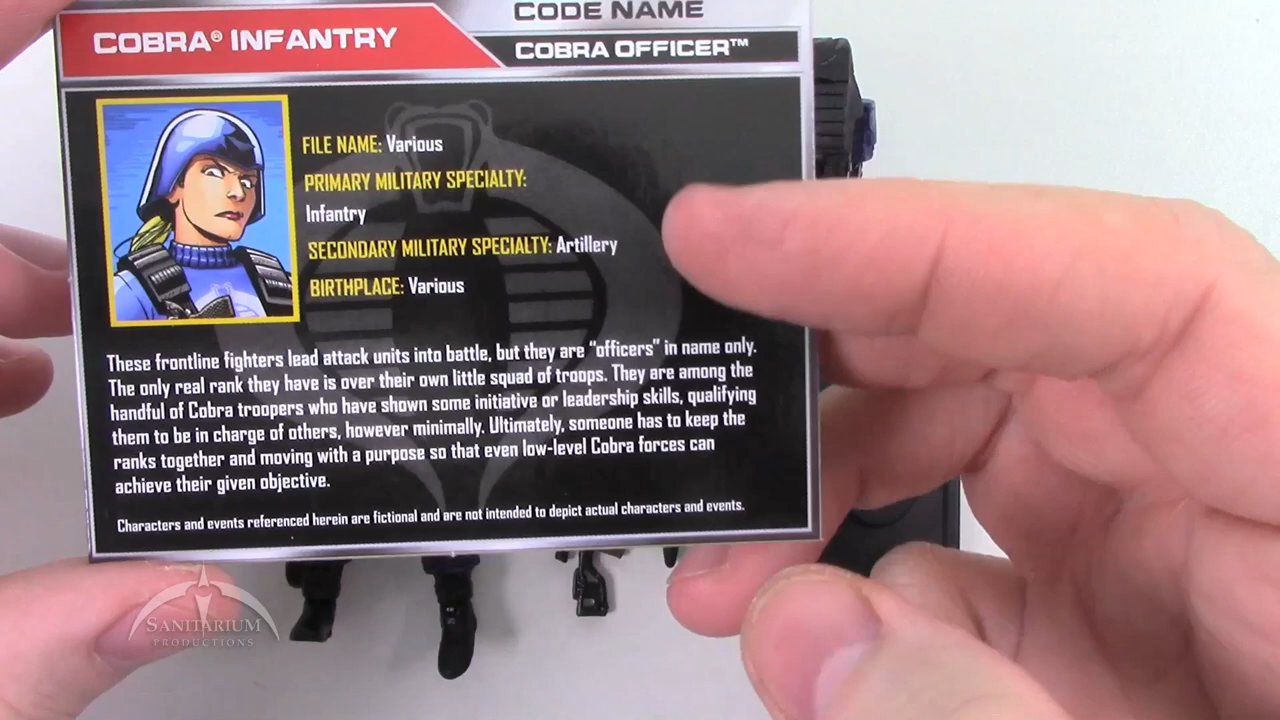 CODE NAME
COBRA® INFANTRY
COBRA OFFICER™
FILE NAME: Various
PRIMARY MILITARY SPECIALTY:
Infantry
SECONDARY MILITARY SPECIALTY: Artillery
BIRTHPLACE: Various
These frontline fighters lead attack units into battle, but they are “officers” in name only.
The only real rank they have is over their own little squad of troops. They are among the
handful of Cobra troopers who have shown some initiative or leadership skills, qualifying
them to be in charge of others, however minimally. Ultimately, someone has to keep the
ranks together and moving with a purpose so that even low-level Cobra forces can
achieve their given objective.
Characters and events referenced herein are fictional and are not intended to depict actual characters and events.
SANITARIUM
PRODUCTIONS